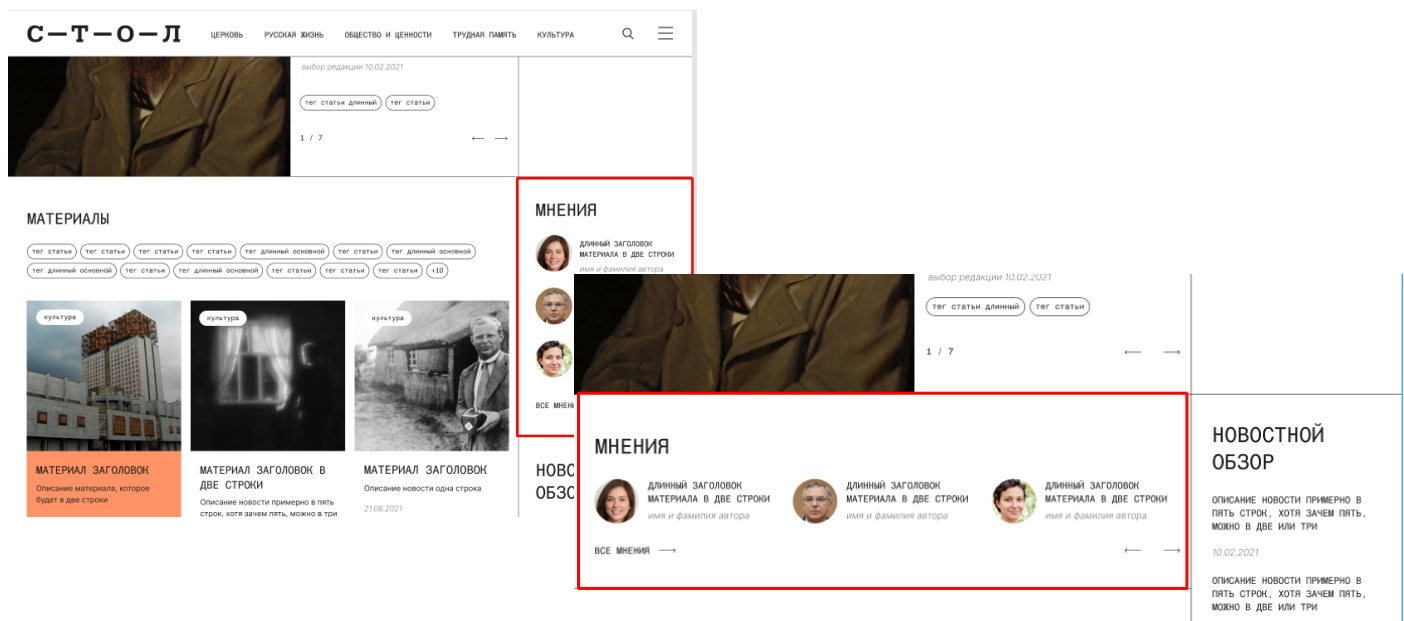 С—Т—О—Л
ЦЕРКОВЬ РУССКАЯ ЖИЗНЬ ОБЩЕСТВО И ЦЕННОСТИ ТРУДНАЯ ПАМЯТЬ КУЛЬТУРА
выбор редакции 10.02.2021
тег статьи длинный тег статьи
1 / 7
МАТЕРИАЛЫ
тег статьи тег статьи тег статьи тег статьи тег длинный основной тег статьи тег длинный основной
тег длинный основной тег статьи тег длинный основной тег статьи тег статьи тег статьи +10
культура
МАТЕРИАЛ ЗАГОЛОВОК
Описание материала, которое
будет в две строки
культура
МАТЕРИАЛ ЗАГОЛОВОК В
ДВЕ СТРОКИ
Описание новости примерно в пять
строк, хотя зачем пять, можно в три
культура
МАТЕРИАЛ ЗАГОЛОВОК
Описание новости одна строка
21.08.2021
МНЕНИЯ
ДЛИННЫЙ ЗАГОЛОВОК
МАТЕРИАЛА В ДВЕ СТРОКИ
имя и фамилия автора
ВСЕ МНЕН
НОВО
ОБЗО
выбор редакции 10.02.2021
тег статьи длинный тег статьи
1 / 7
МНЕНИЯ
ДЛИННЫЙ ЗАГОЛОВОК
МАТЕРИАЛА В ДВЕ СТРОКИ
имя и фамилия автора
ДЛИННЫЙ ЗАГОЛОВОК
МАТЕРИАЛА В ДВЕ СТРОКИ
имя и фамилия автора
ДЛИННЫЙ ЗАГОЛОВОК
МАТЕРИАЛА В ДВЕ СТРОКИ
имя и фамилия автора
ВСЕ МНЕНИЯ
НОВОСТНОЙ
ОБЗОР
ОПИСАНИЕ НОВОСТИ ПРИМЕРНО В
ПЯТЬ СТРОК, ХОТЯ ЗАЧЕМ ПЯТЬ,
МОЖНО В ДВЕ ИЛИ ТРИ
10.02.2021
ОПИСАНИЕ НОВОСТИ ПРИМЕРНО В
ПЯТЬ СТРОК, ХОТЯ ЗАЧЕМ ПЯТЬ,
МОЖНО В ДВЕ ИЛИ ТРИ